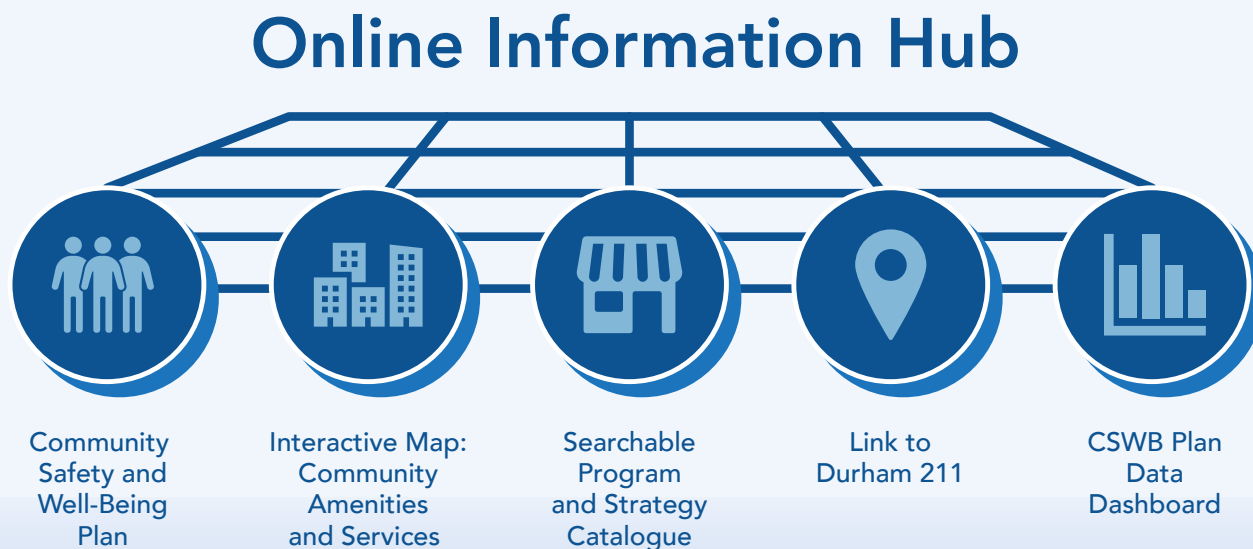 Online Information Hub
Community
Safety and
Well-Being
Plan
Interactive Map:
Community
Amenities
and Services
Searchable
Program
and Strategy
Catalogue
Link to
Durham 211
CSWB Plan
Data
Dashboard